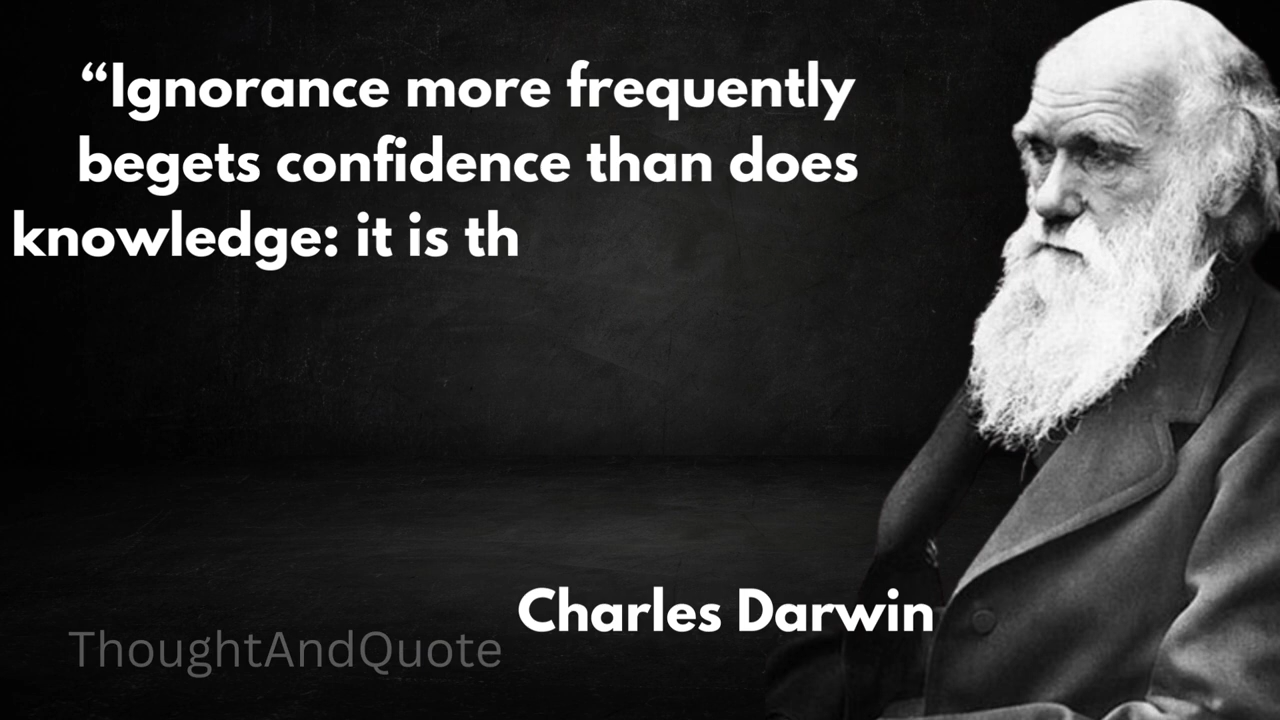 “Ignorance more frequently
begets confidence than does
knowledge: it is th
Charles Darwin
ThoughtAndQuote